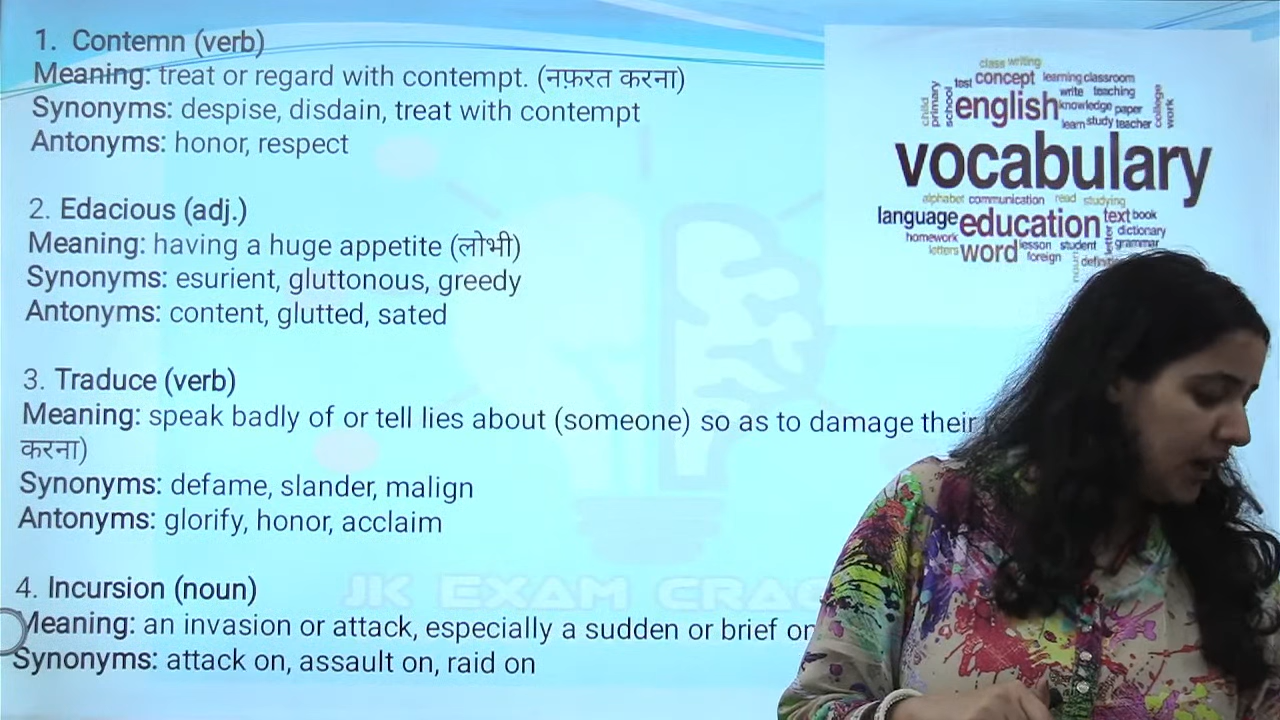 1. Contemn (verb)
Meaning: treat or regard with contempt. (नफ़रत करना)
Synonyms: despise, disdain, treat with contempt
Antonyms: honor, respect
2. Edacious (adj.)
Meaning: having a huge appetite (लोभी)
Synonyms: esurient, gluttonous, greedy
Antonyms: content, glutted, sated
3. Traduce (verb)
Meaning: speak badly of or tell lies about (someone) so as to damage their
करना)
Synonyms: defame, slander, malign
Antonyms: glorify, honor, acclaim
4. Incursion (noun)
Meaning: an invasion or attack, especially a sudden or brief
Synonyms: attack on, assault on, raid on
JK EXAM
class writing
test concept learning classroom
child primary school
write teaching
english knowledge paper
learn study teacher
college work
vocabulary
alphabet communication read studying
language education text book
homework letter dictionary
letters word lesson student grammar
foreign
noun